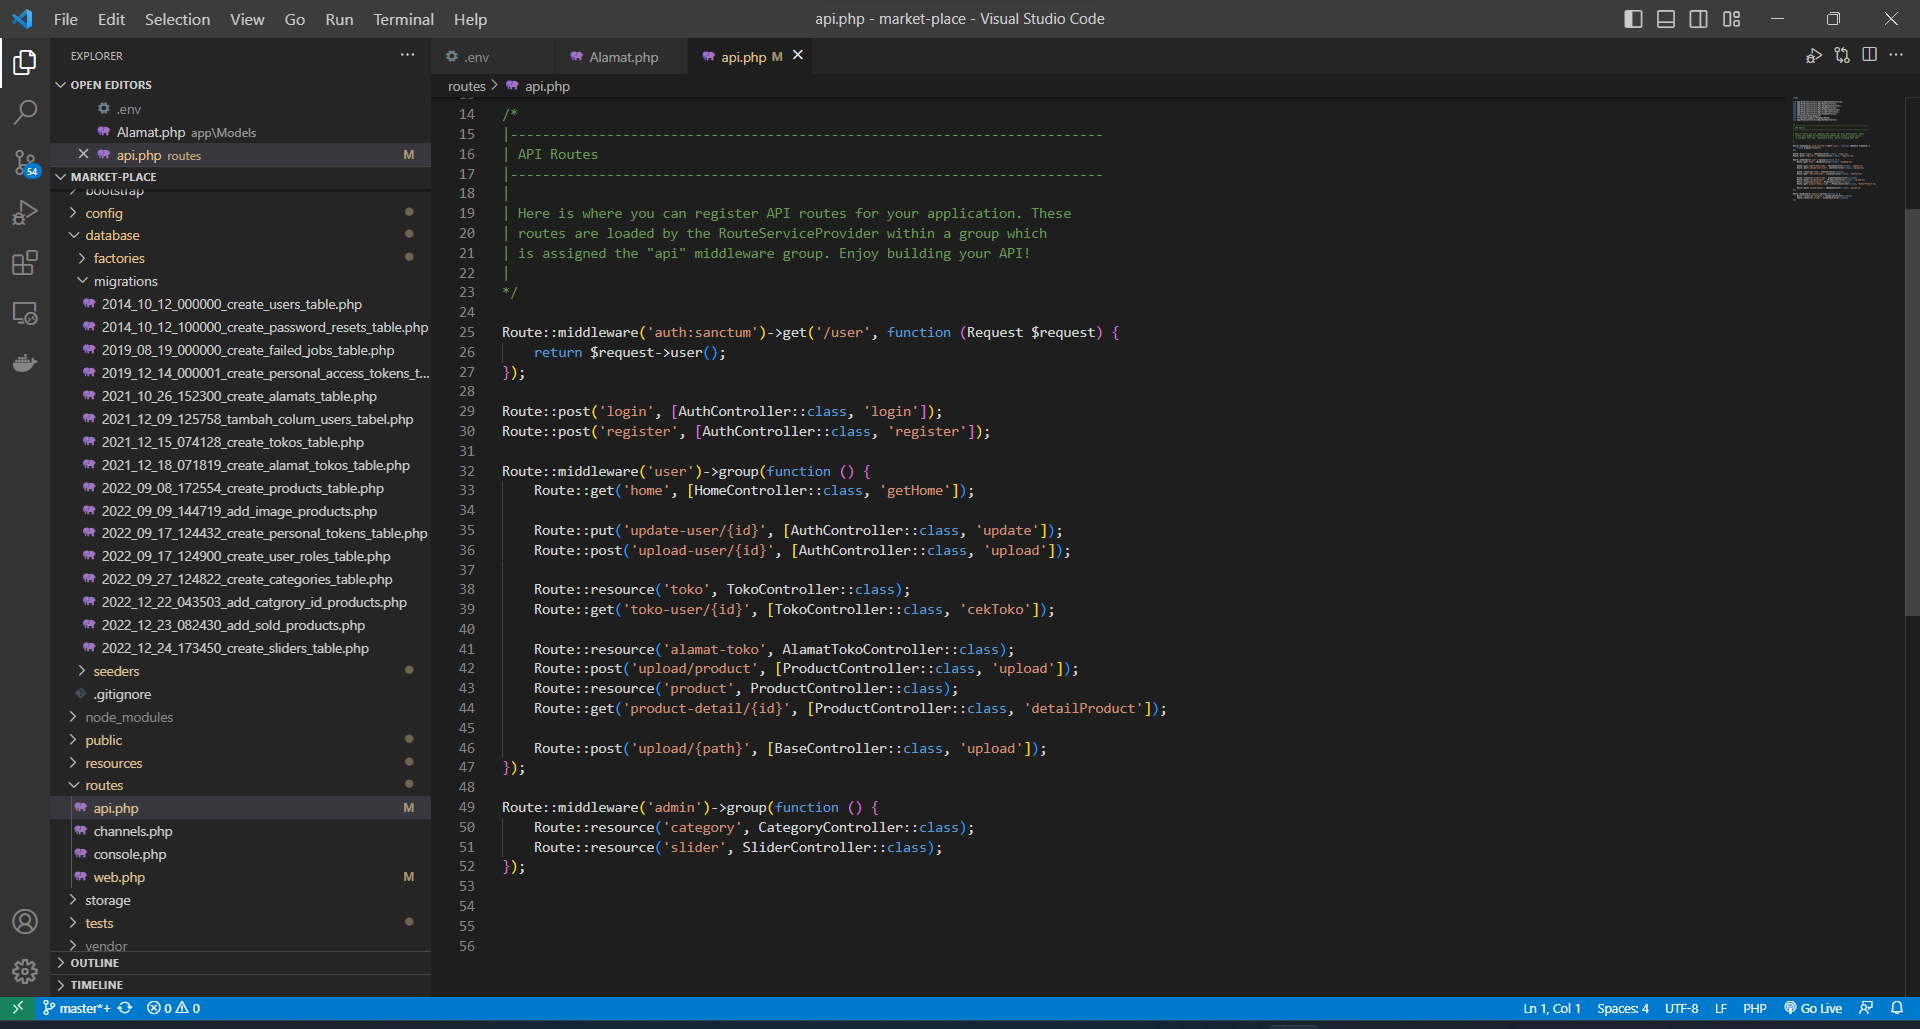 File Edit Selection View Go Run Terminal Help
api.php - market-place - Visual Studio Code
EXPLORER
OPEN EDITORS
.env
Alamat.php app\Models
api.php routes M
54
MARKET-PLACE
bootstrap
config
database
factories
migrations
2014_10_12_000000_create_users_table.php
2014_10_12_100000_create_password_resets_table.php
2019_08_19_000000_create_failed_jobs_table.php
2019_12_14_000001_create_personal_access_tokens_t...
2021_10_26_152300_create_alamats_table.php
2021_12_09_125758_tambah_colum_users_tabel.php
2021_12_15_074128_create_tokos_table.php
2021_12_18_071819_create_alamat_tokos_table.php
2022_09_08_172554_create_products_table.php
2022_09_09_144719_add_image_products.php
2022_09_17_124432_create_personal_tokens_table.php
2022_09_17_124900_create_user_roles_table.php
2022_09_27_124822_create_categories_table.php
2022_12_22_043503_add_catgrory_id_products.php
2022_12_23_082430_add_sold_products.php
2022_12_24_173450_create_sliders_table.php
seeders
.gitignore
node_modules
public
resources
routes
api.php M
channels.php
console.php
web.php M
storage
tests
vendor
OUTLINE
TIMELINE
.env Alamat.php api.php M
routes > api.php
14 /*
15 |--------------------------------------------------------------------------
16 | API Routes
17 |--------------------------------------------------------------------------
18 |
19 | Here is where you can register API routes for your application. These
20 | routes are loaded by the RouteServiceProvider within a group which
21 | is assigned the "api" middleware group. Enjoy building your API!
22 |
23 */
24
25 Route::middleware('auth:sanctum')->get('/user', function (Request $request) {
26     return $request->user();
27 });
28
29 Route::post('login', [AuthController::class, 'login']);
30 Route::post('register', [AuthController::class, 'register']);
31
32 Route::middleware('user')->group(function () {
33     Route::get('home', [HomeController::class, 'getHome']);
34
35     Route::put('update-user/{id}', [AuthController::class, 'update']);
36     Route::post('upload-user/{id}', [AuthController::class, 'upload']);
37
38     Route::resource('toko', TokoController::class);
39     Route::get('toko-user/{id}', [TokoController::class, 'cekToko']);
40
41     Route::resource('alamat-toko', AlamatTokoController::class);
42     Route::post('upload/product', [ProductController::class, 'upload']);
43     Route::resource('product', ProductController::class);
44     Route::get('product-detail/{id}', [ProductController::class, 'detailProduct']);
45
46     Route::post('upload/{path}', [BaseController::class, 'upload']);
47 });
48
49 Route::middleware('admin')->group(function () {
50     Route::resource('category', CategoryController::class);
51     Route::resource('slider', SliderController::class);
52 });
53
54
55
56
master*+ 0 0
Ln 1, Col 1 Spaces: 4 UTF-8 LF PHP Go Live